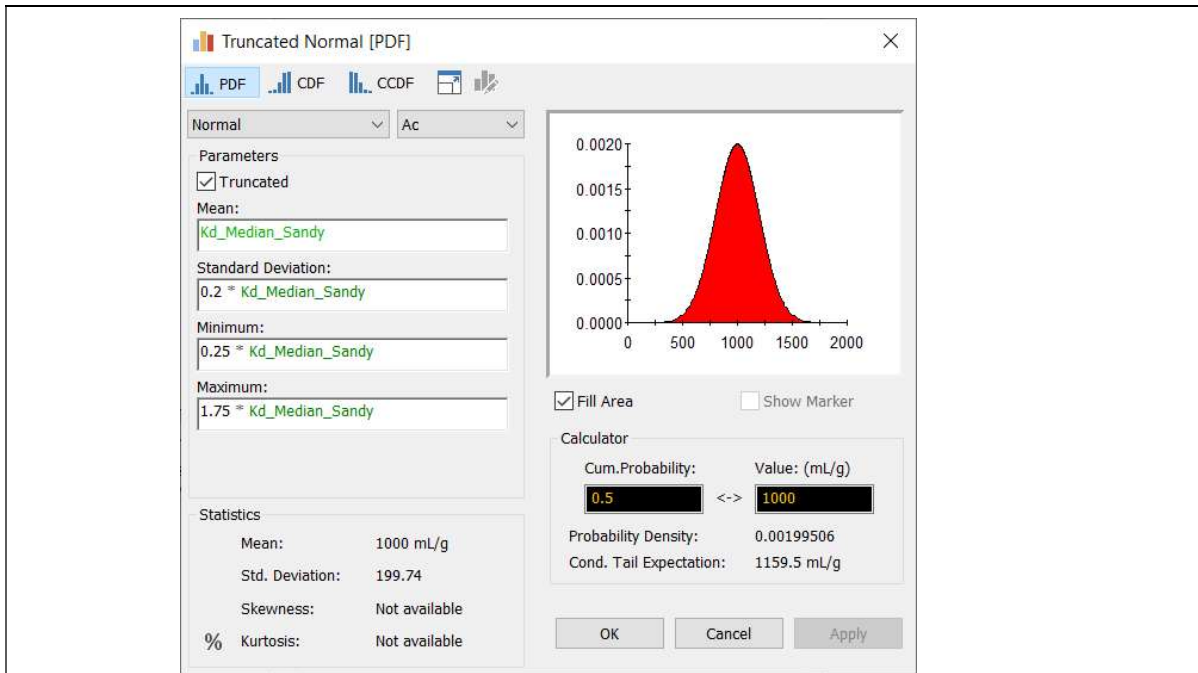 Truncated Normal [PDF]
PDF CDF CCDF
Normal Ac
Parameters
Truncated
Mean:
Kd_Median_Sandy
Standard Deviation:
0.2 * Kd_Median_Sandy
Minimum:
0.25 * Kd_Median_Sandy
Maximum:
1.75 * Kd_Median_Sandy
Statistics
Mean: 1000 mL/g
Std. Deviation: 199.74
Skewness: Not available
% Kurtosis: Not available
0.0020
0.0015
0.0010
0.0005
0.0000
0 500 1000 1500 2000
Fill Area Show Marker
Calculator
Cum.Probability: Value: (mL/g)
0.5 <-> 1000
Probability Density: 0.00199506
Cond. Tail Expectation: 1159.5 mL/g
OK Cancel Apply